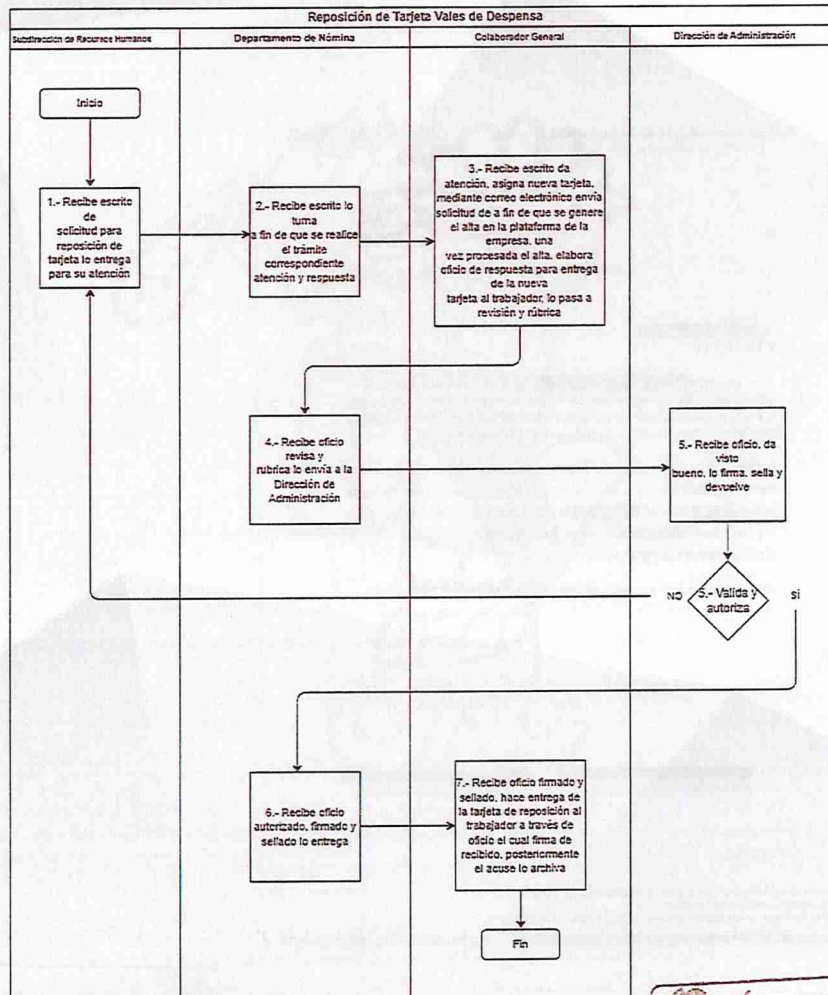 Reposición de Tarjeta Vales de Despensa
Subdirección de Recursos Humanos
Departamento de Nómina
Colaborador General
Dirección de Administración
Inicio
1.- Recibe escrito
de
solicitud para
reposición de
tarjeta lo entrega
para su atención
2.- Recibe escrito lo
turna
a fin de que se realice
el trámite
correspondiente
atención y respuesta
3.- Recibe escrito da
atención, asigna nueva tarjeta,
mediante correo electrónico envía
solicitud de a fin de que se genere
el alta en la plataforma de la
empresa, una
vez procesada el alta, elabora
oficio de respuesta para entrega
de la nueva
tarjeta al trabajador, lo pasa a
revisión y rúbrica
4.- Recibe oficio
revisa y
rubrica lo envía a la
Dirección de
Administración
5.- Recibe oficio, da
visto
bueno, lo firma, sella y
devuelve
NO
5.- Valida y
autoriza
si
6.- Recibe oficio
autorizado, firmado y
sellado lo entrega
7.- Recibe oficio firmado y
sellado, hace entrega de
la tarjeta de reposición al
trabajador a través de
oficio el cual firma de
recibido, posteriormente
el acuse lo archiva
Fin